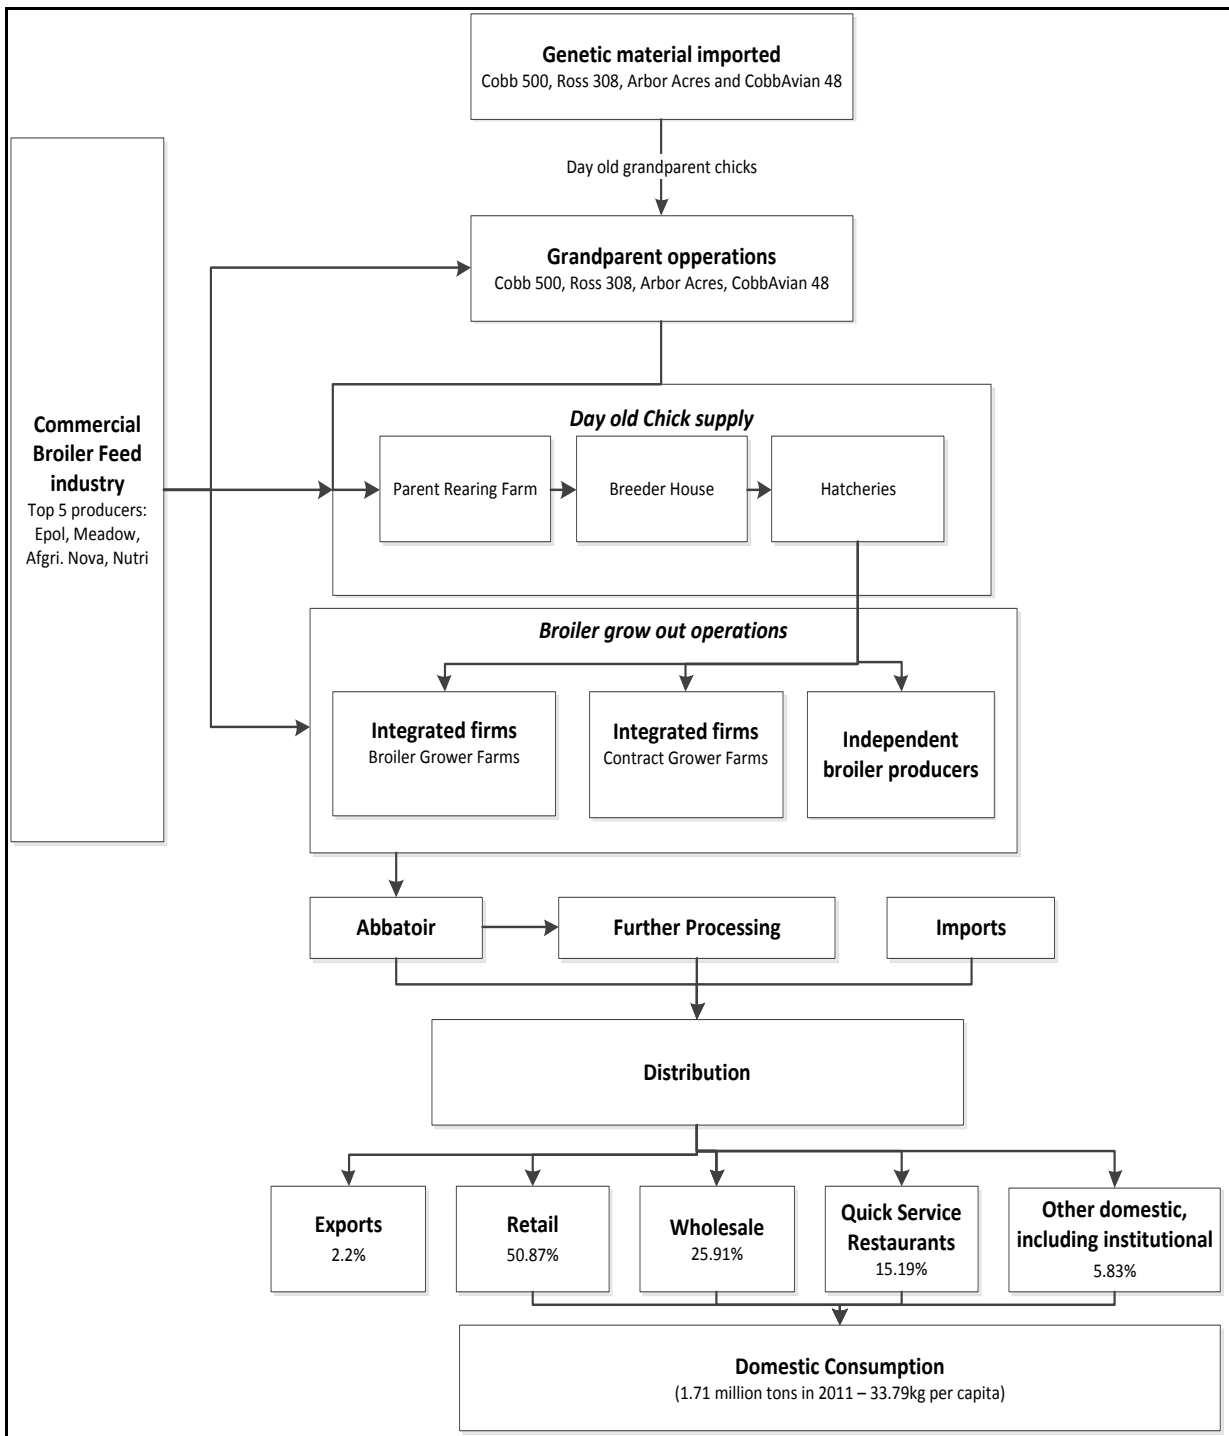 Genetic material imported
Cobb 500, Ross 308, Arbor Acres and CobbAvian 48
Day old grandparent chicks
Grandparent opperations
Cobb 500, Ross 308, Arbor Acres, CobbAvian 48
Commercial
Broiler Feed
industry
Top 5 producers:
Epol, Meadow,
Afgri. Nova, Nutri
Day old Chick supply
Parent Rearing Farm
Breeder House
Hatcheries
Broiler grow out operations
Integrated firms
Broiler Grower Farms
Integrated firms
Contract Grower Farms
Independent
broiler producers
Abbatoir
Further Processing
Imports
Distribution
Exports
2.2%
Retail
50.87%
Wholesale
25.91%
Quick Service
Restaurants
15.19%
Other domestic,
including institutional
5.83%
Domestic Consumption
(1.71 million tons in 2011 – 33.79kg per capita)